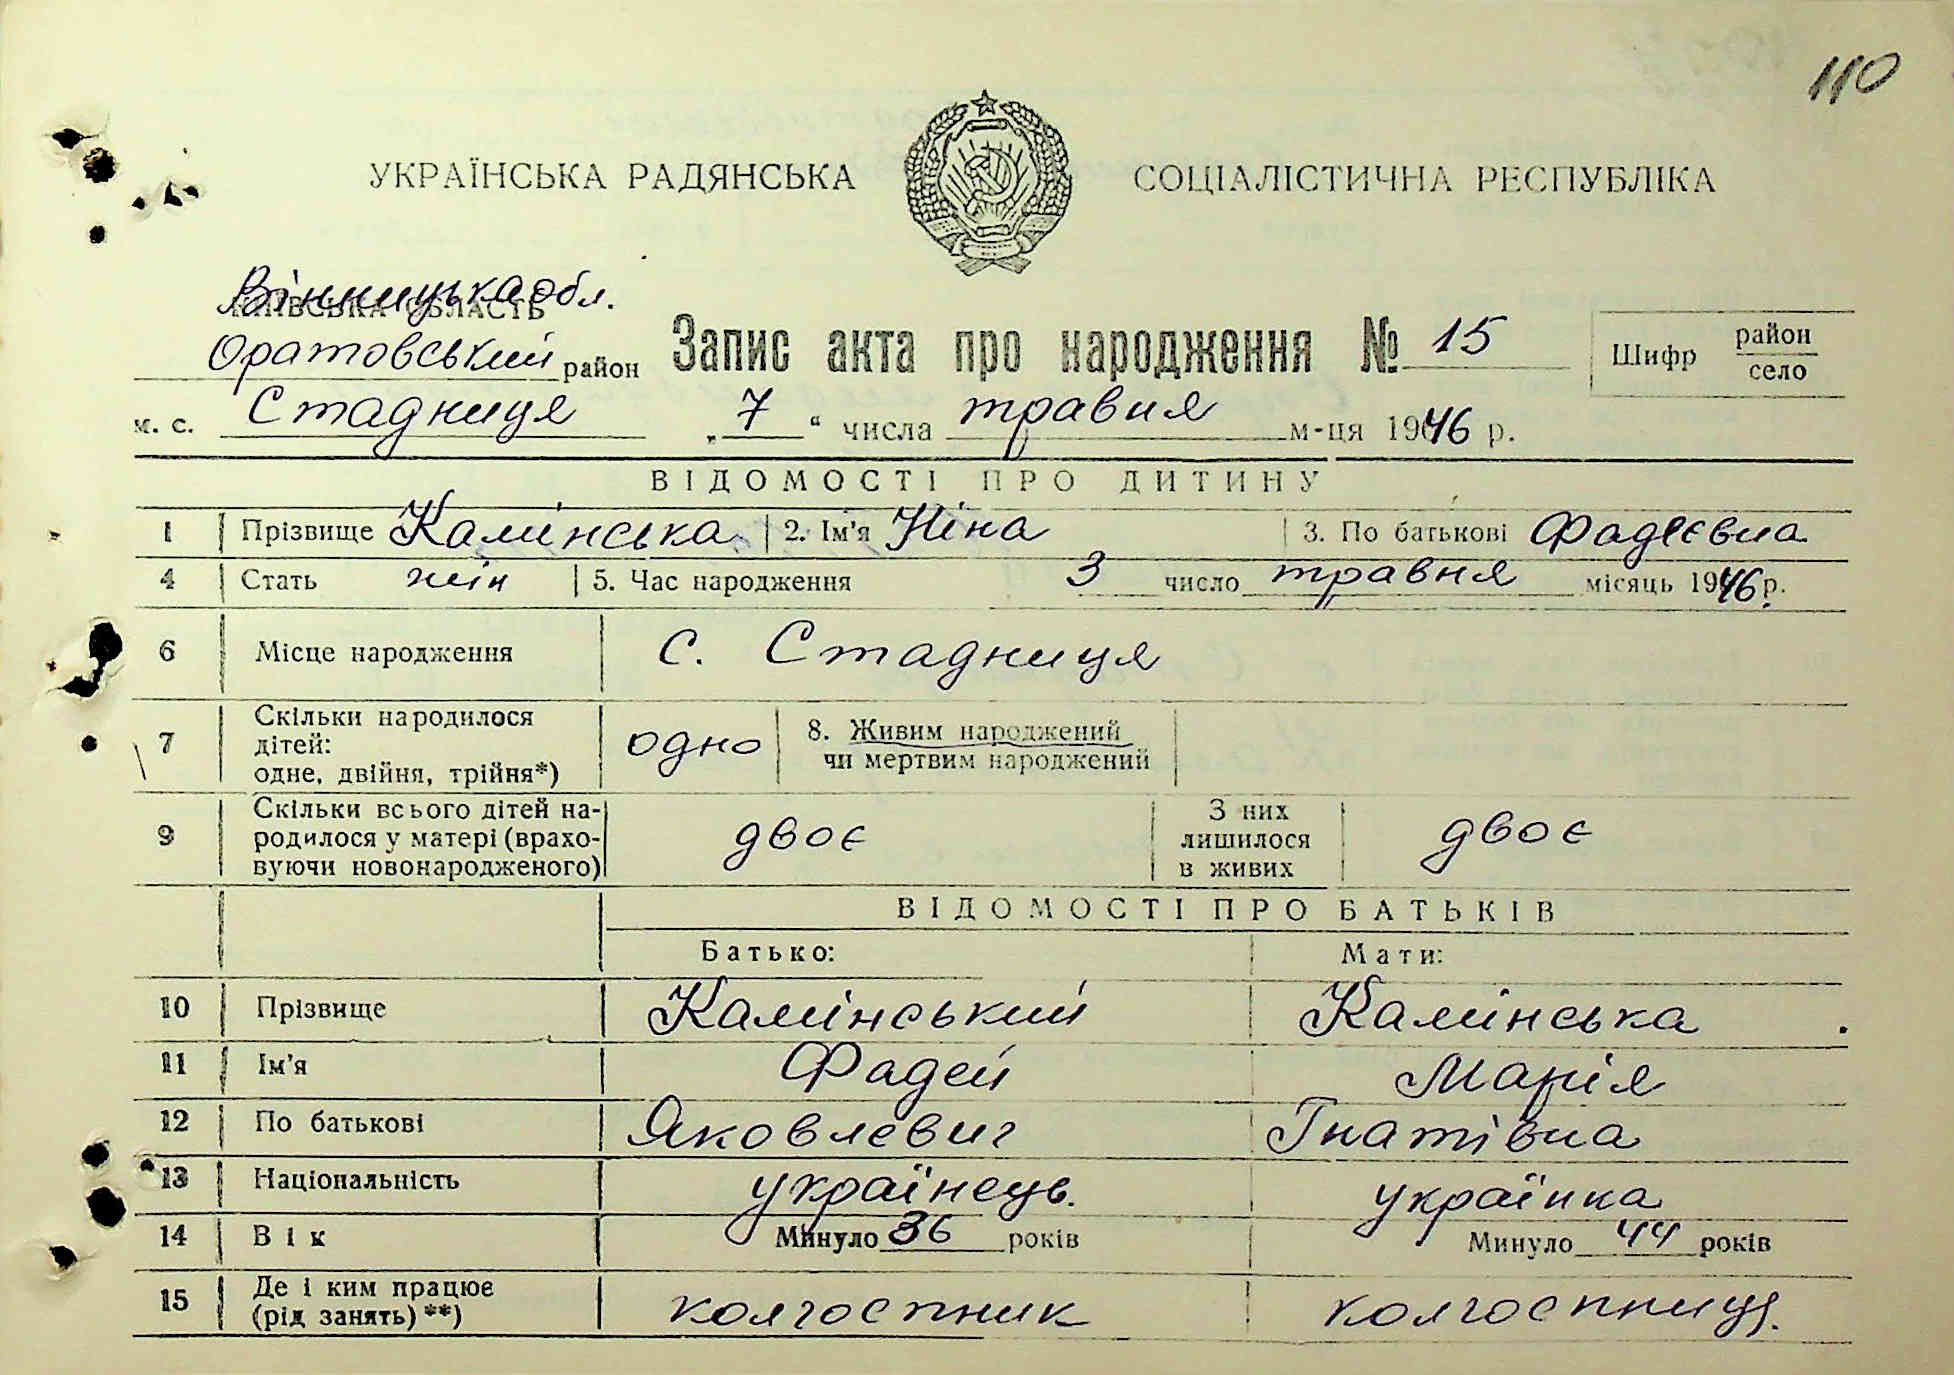 110
УКРАЇНСЬКА РАДЯНСЬКА СОЦІАЛІСТИЧНА РЕСПУБЛІКА
Вінницька обл.
КИЇВСЬКА ОБЛАСТЬ
Оратовський район Запис акта про народження № 15 Шифр район село
м. с. Стадниця „7“ числа травня м-ця 1946 р.
ВІДОМОСТІ ПРО ДИТИНУ
1 Прізвище Камінська 2. Ім'я Ніна 3. По батькові Фадеєвна
4 Стать жін 5. Час народження 3 число травня місяць 1946 р.
6 Місце народження с. Стадниця
7 Скільки народилося дітей: одне, двійня, трійня*) одно 8. Живим народжений чи мертвим народжений
9 Скільки всього дітей народилося у матері (враховуючи новонародженого) двоє З них лишилося в живих двоє
ВІДОМОСТІ ПРО БАТЬКІВ
Батько: Мати:
10 Прізвище Камінський Камінська
11 Ім'я Фадей Марія
12 По батькові Яковлевич Гнатівна
13 Національність українець. українка
14 Вік Минуло 36 років Минуло 44 років
15 Де і ким працює (рід занять)**) колгоспник колгоспниця.